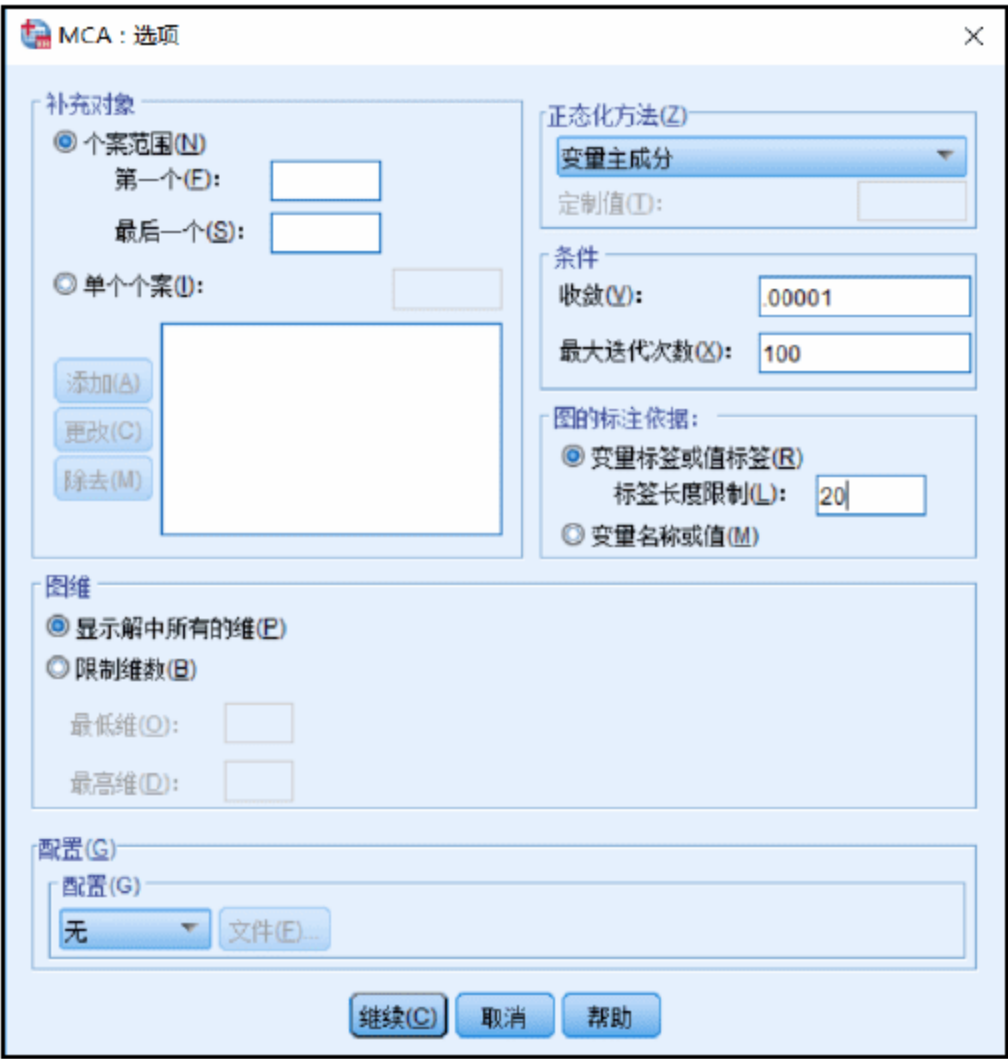 MCA：选项
补充对象
个案范围(N)
第一个(F):
最后一个(S):
单个个案(I):
添加(A)
更改(C)
除去(M)
正态化方法(Z)
变量主成分
定制值(T):
条件
收敛(V): .00001
最大迭代次数(X): 100
图的标注依据:
变量标签或值标签(R)
标签长度限制(L): 20
变量名称或值(M)
图维
显示解中所有的维(P)
限制维数(B)
最低维(O):
最高维(D):
配置(G)
配置(G)
无 文件(F)...
继续(C) 取消 帮助